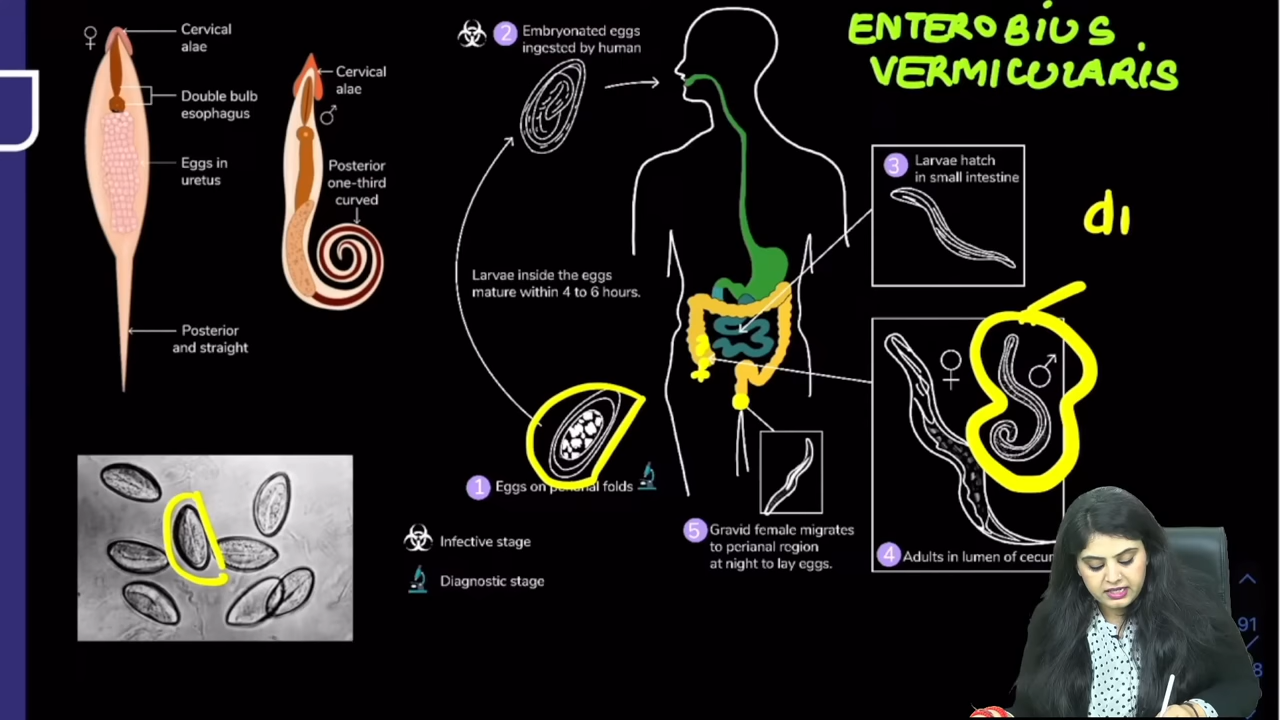 ENTEROBIUS
VERMICULARIS
Cervical
alae
Double bulb
esophagus
Eggs in
uretus
Posterior
and straight
Cervical
alae
Posterior
one-third
curved
2 Embryonated eggs
ingested by human
Larvae inside the eggs
mature within 4 to 6 hours.
1 Eggs on folds
Infective stage
Diagnostic stage
3 Larvae hatch
in small intestine
di
4 Adults in lumen of
5 Gravid female migrates
to perianal region
at night to lay eggs.
91